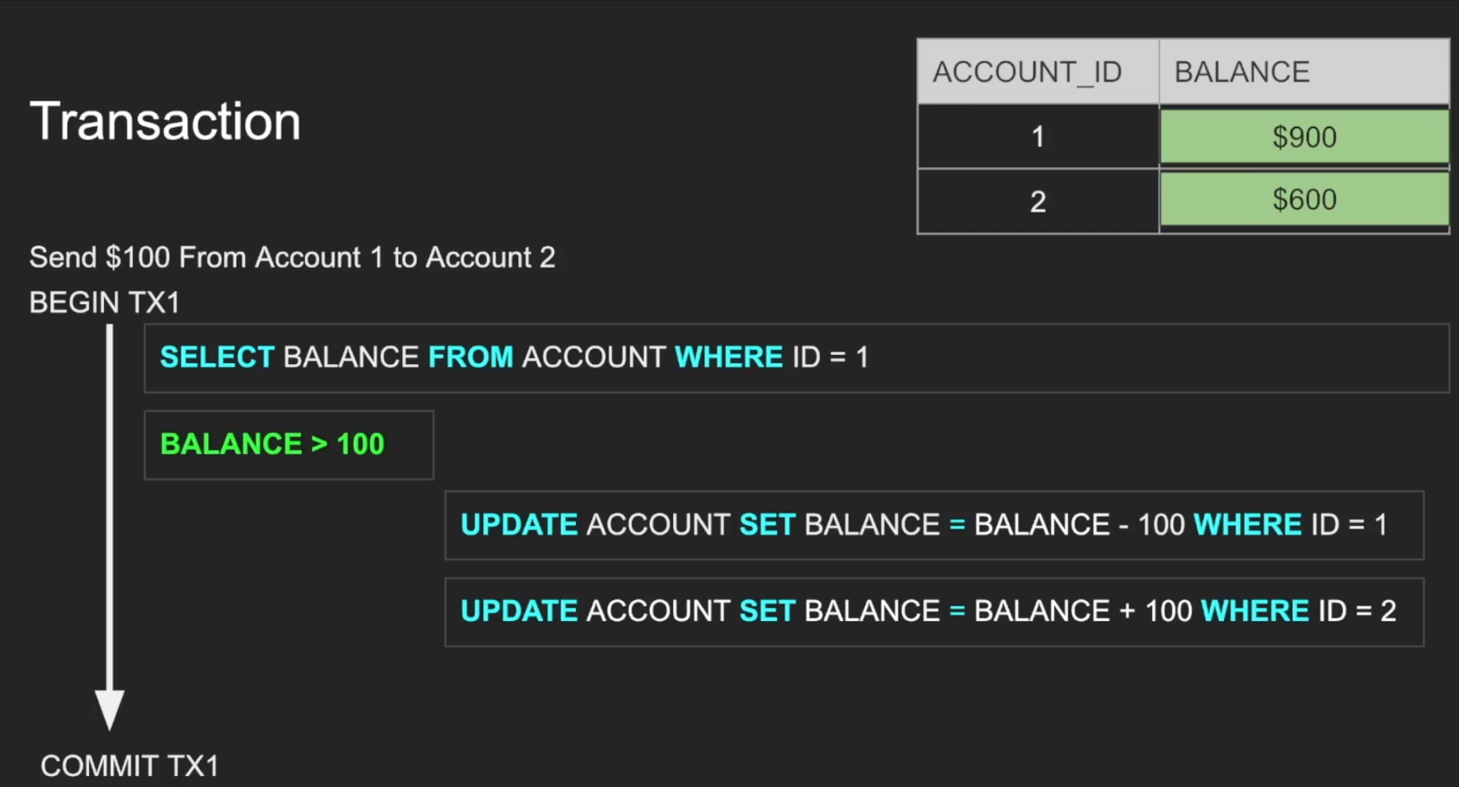 Transaction
ACCOUNT_ID BALANCE
1 $900
2 $600
Send $100 From Account 1 to Account 2
BEGIN TX1
SELECT BALANCE FROM ACCOUNT WHERE ID = 1
BALANCE > 100
UPDATE ACCOUNT SET BALANCE = BALANCE - 100 WHERE ID = 1
UPDATE ACCOUNT SET BALANCE = BALANCE + 100 WHERE ID = 2
COMMIT TX1